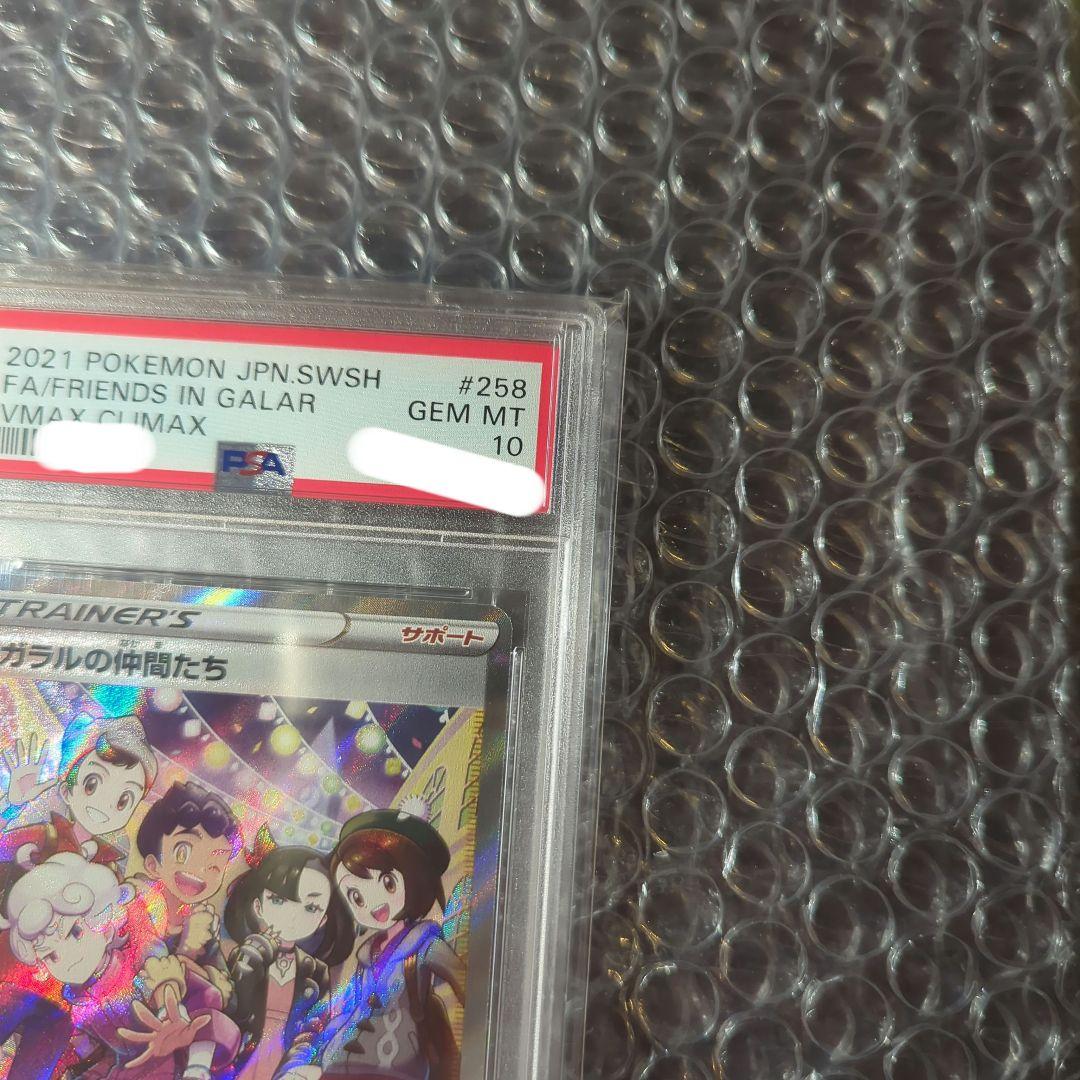 2021 POKEMON JPN.SWSH #258
FA/FRIENDS IN GALAR GEM MT
VMAX CLIMAX 10
PSA
TRAINER'S サポート
ガラルの仲間たち